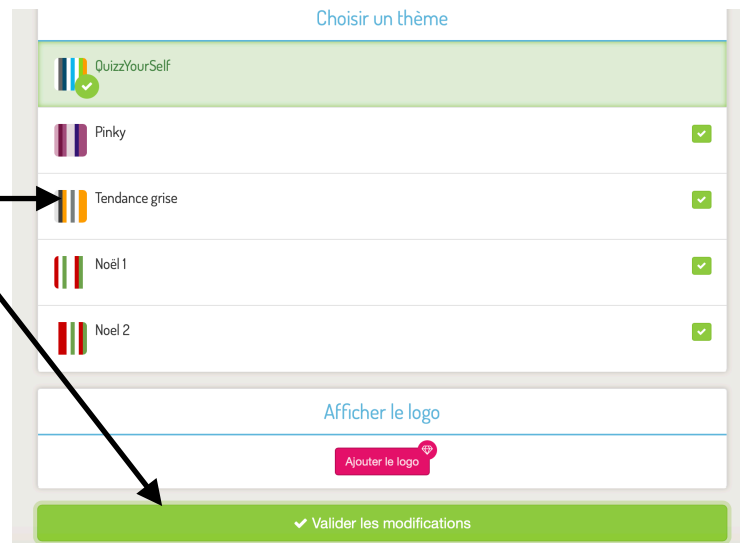 Choisir un thème
QuizzYourSelf
Pinky
Tendance grise
Noël 1
Noel 2
Afficher le logo
Ajouter le logo
Valider les modifications